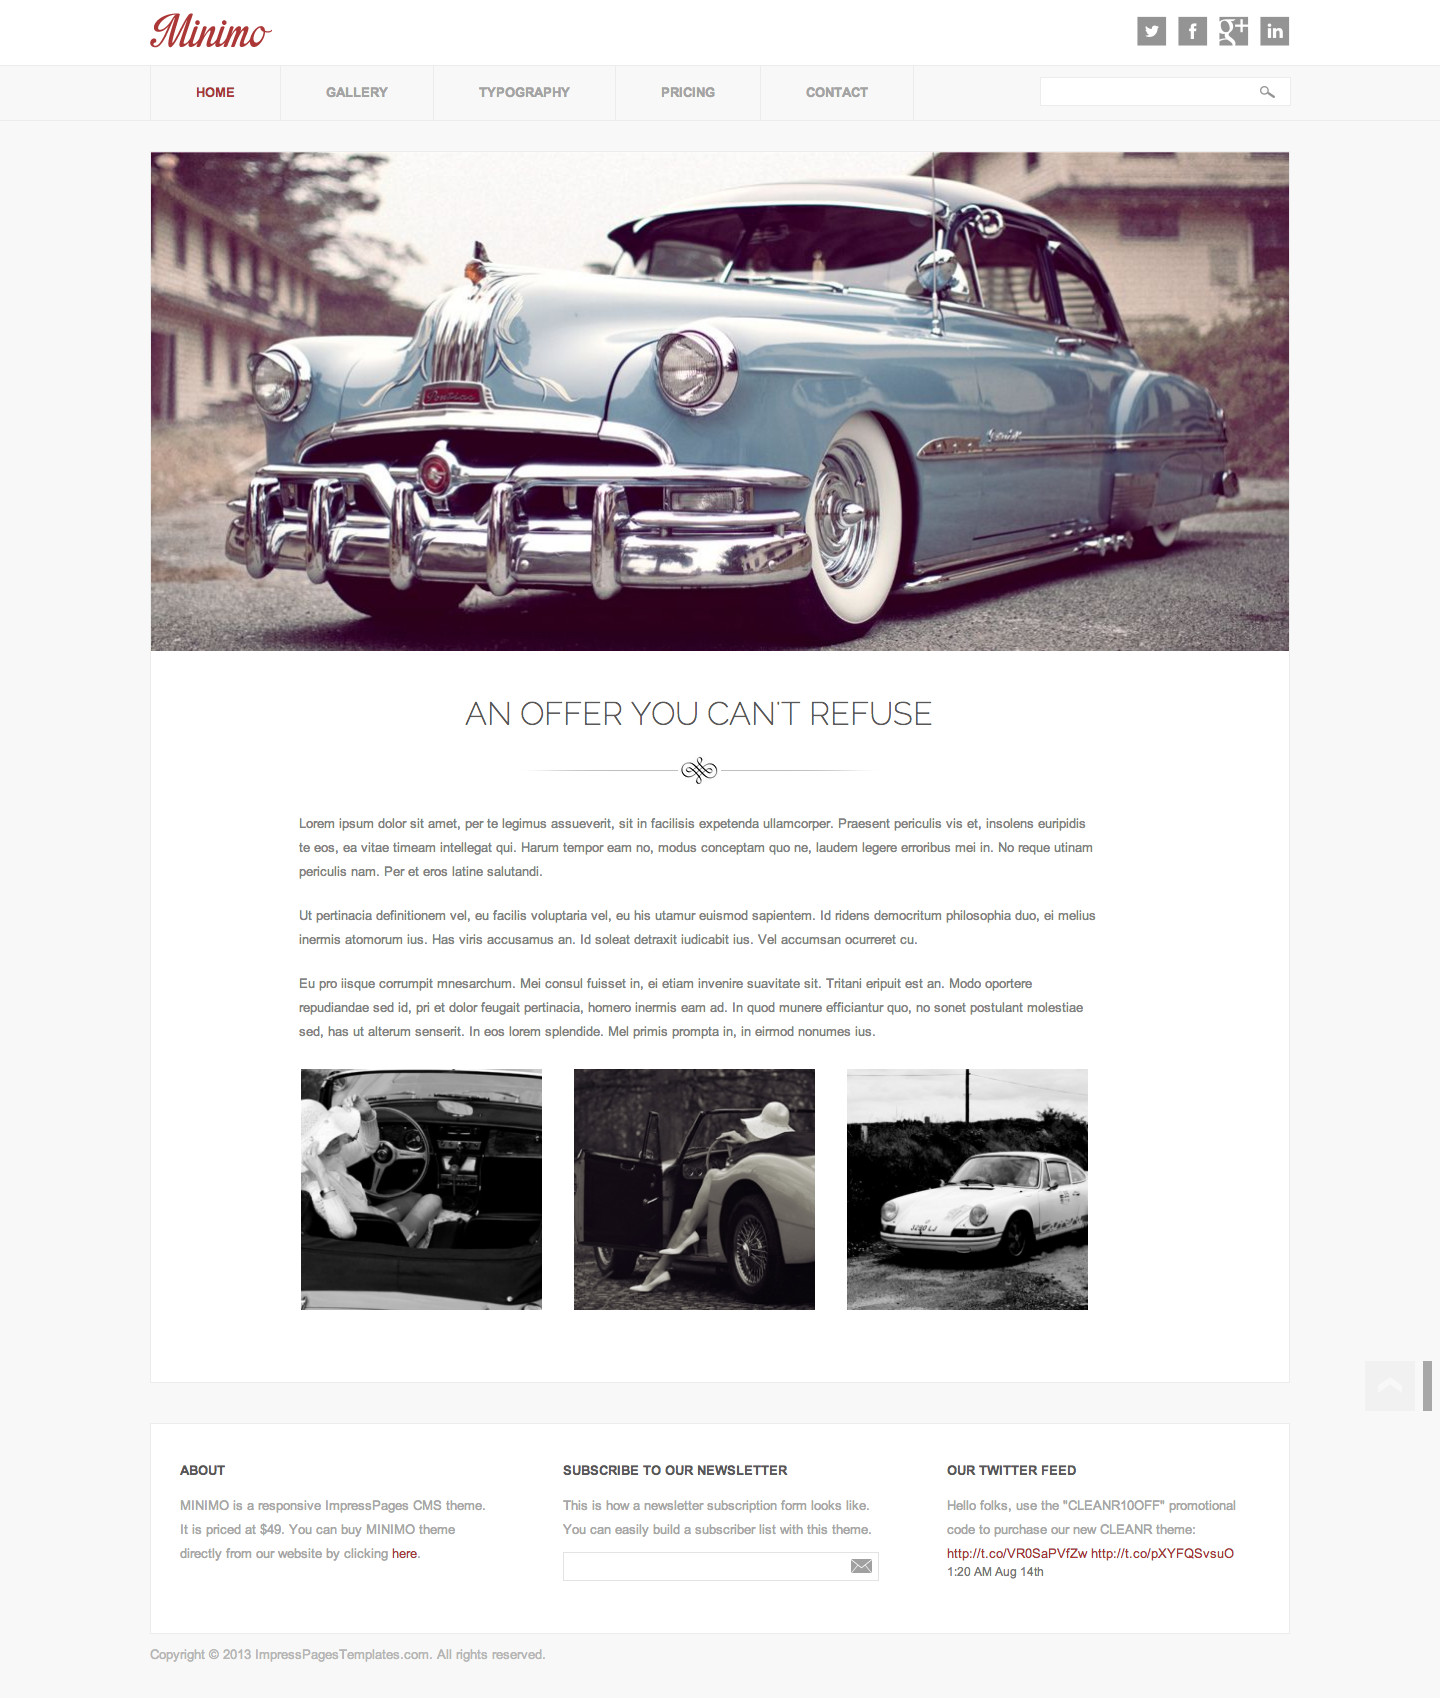 Minimo
HOME
GALLERY
TYPOGRAPHY
PRICING
CONTACT
Pontiac
AN OFFER YOU CAN'T REFUSE
Lorem ipsum dolor sit amet, per te legimus assueverit, sit in facilisis expetenda ullamcorper. Praesent periculis vis et, insolens euripidis
te eos, ea vitae timeam intellegat qui. Harum tempor eam no, modus conceptam quo ne, laudem legere erroribus mei in. No reque utinam
periculis nam. Per et eros latine salutandi.
Ut pertinacia definitionem vel, eu facilis voluptaria vel, eu his utamur euismod sapientem. Id ridens democritum philosophia duo, ei melius
inermis atomorum ius. Has viris accusamus an. Id soleat detraxit iudicabit ius. Vel accumsan ocurreret cu.
Eu pro iisque corrumpit mnesarchum. Mei consul fuisset in, ei etiam invenire suavitate sit. Tritani eripuit est an. Modo oportere
repudiandae sed id, pri et dolor feugait pertinacia, homero inermis eam ad. In quod munere efficiantur quo, no sonet postulant molestiae
sed, has ut alterum senserit. In eos lorem splendide. Mel primis prompta in, in eirmod nonumes ius.
ABOUT
MINIMO is a responsive ImpressPages CMS theme.
It is priced at $49. You can buy MINIMO theme
directly from our website by clicking here.
SUBSCRIBE TO OUR NEWSLETTER
This is how a newsletter subscription form looks like.
You can easily build a subscriber list with this theme.
OUR TWITTER FEED
Hello folks, use the "CLEANR10OFF" promotional
code to purchase our new CLEANR theme:
http://t.co/VR0SaPVfZw http://t.co/pXYFQSvsuO
1:20 AM Aug 14th
Copyright © 2013 ImpressPagesTemplates.com. All rights reserved.